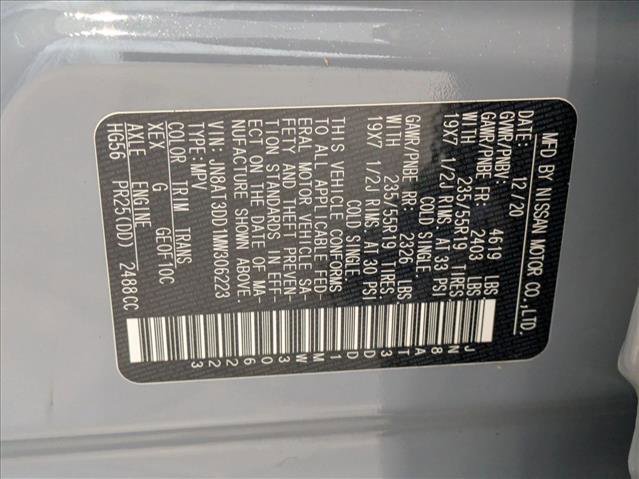 MFD BY NISSAN MOTOR CO.,LTD.
DATE: 12/20
GVWR/PNBV: 4619 LBS
GAWR/PNBE FR: 2403 LBS
WITH 235/55R19 TIRES
19X7 1/2J RIMS. AT 33 PSI
COLD SINGLE
GAWR/PNBE RR: 2326 LBS
WITH 235/55R19 TIRES
19X7 1/2J RIMS. AT 30 PSI
COLD SINGLE
THIS VEHICLE CONFORMS
TO ALL APPLICABLE FED-
ERAL MOTOR VEHICLE SA-
FETY AND THEFT PREVEN-
TION STANDARDS IN EFF-
ECT ON THE DATE OF MA-
NUFACTURE SHOWN ABOVE.
VIN: JN8AT3DD1MW306223
TYPE:MPV
COLOR TRIM TRANS
XEX G GE0F10C
AXLE ENGINE
HG56 PR25(DD) 2488CC
JN8AT3DD1MW306223